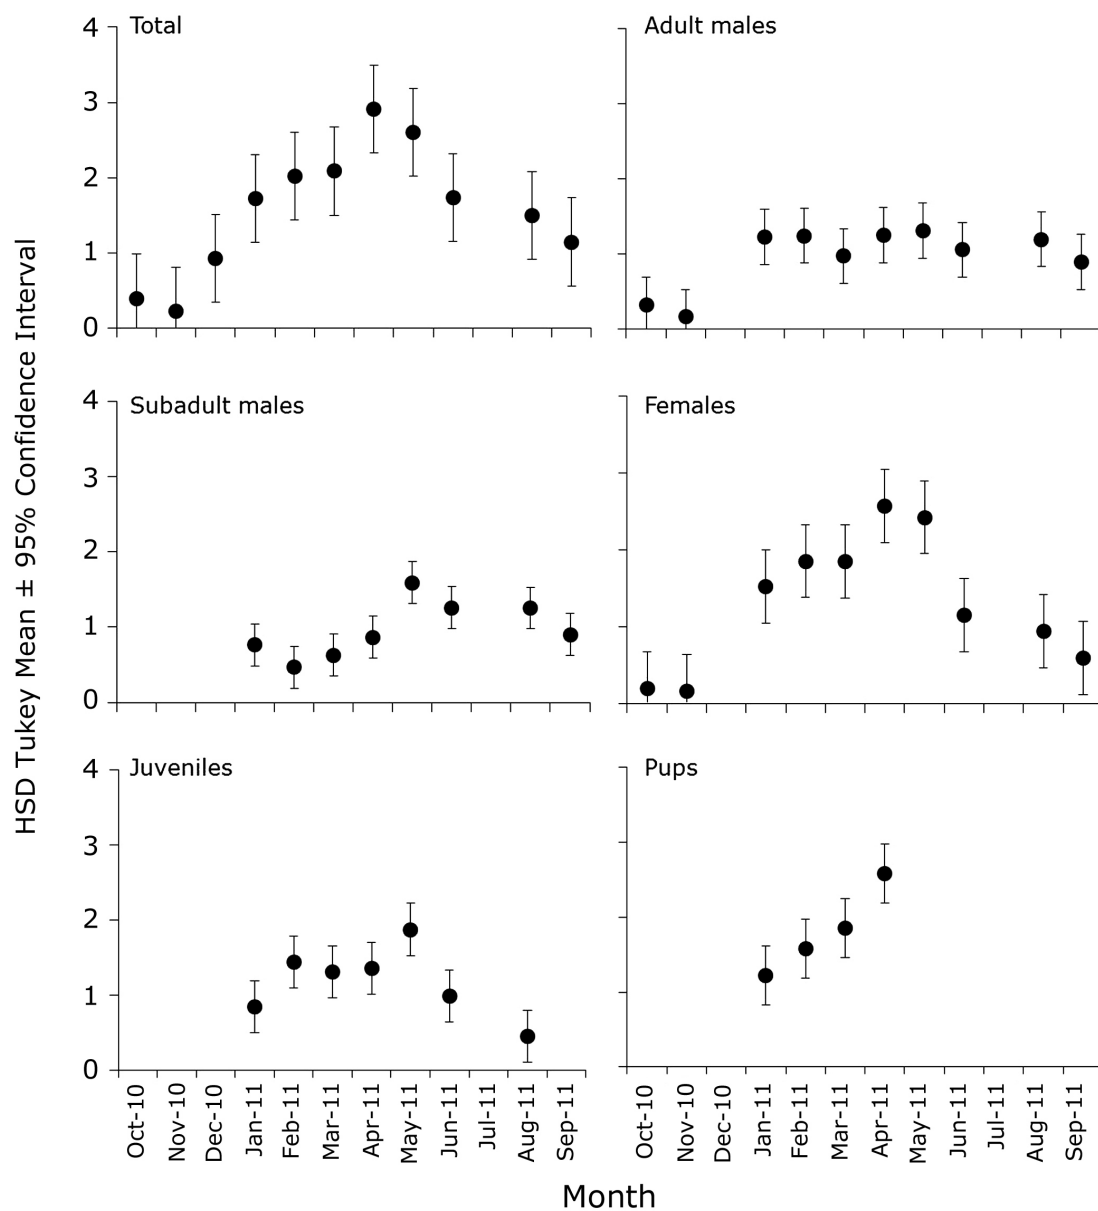 Total
Adult males
4
3
2
1
0
Subadult males
Females
4
3
2
1
0
Juveniles
Pups
4
3
2
1
0
HSD Tukey Mean ± 95% Confidence Interval
Oct-10 Nov-10 Dec-10 Jan-11 Feb-11 Mar-11 Apr-11 May-11 Jun-11 Jul-11 Aug-11 Sep-11
Oct-10 Nov-10 Dec-10 Jan-11 Feb-11 Mar-11 Apr-11 May-11 Jun-11 Jul-11 Aug-11 Sep-11
Month